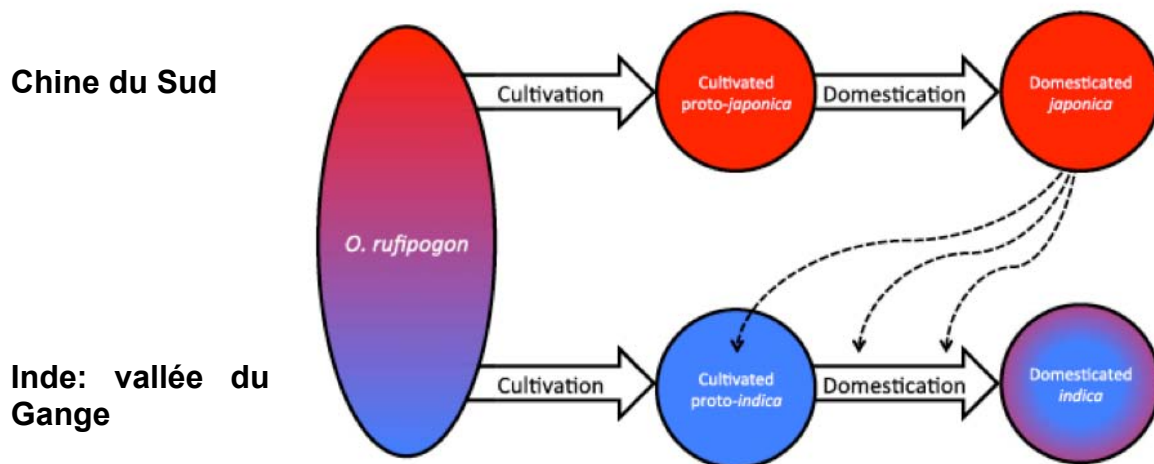 Chine du Sud
Cultivation
Cultivated
proto-japonica
Domestication
Domesticated
japonica
O. rufipogon
Inde: vallée du
Gange
Cultivation
Cultivated
proto-indica
Domestication
Domesticated
indica